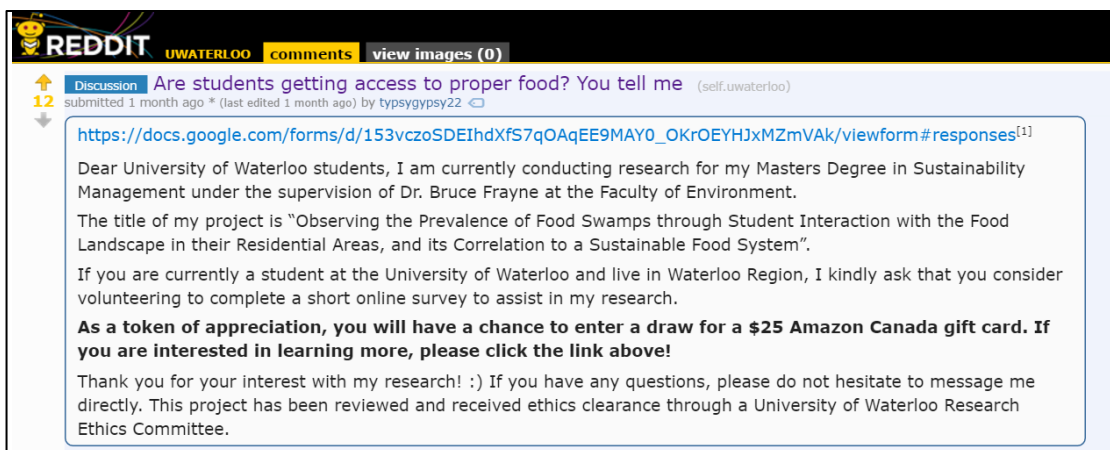 REDDIT UWATERLOO comments view images (0)
Discussion Are students getting access to proper food? You tell me (self.uwaterloo)
12 submitted 1 month ago * (last edited 1 month ago) by typsygypsy22
https://docs.google.com/forms/d/153vczoSDEIhdXfS7qOAqEE9MAY0_OKrOEYHJxMZmVAk/viewform#responses[1]
Dear University of Waterloo students, I am currently conducting research for my Masters Degree in Sustainability
Management under the supervision of Dr. Bruce Frayne at the Faculty of Environment.
The title of my project is “Observing the Prevalence of Food Swamps through Student Interaction with the Food
Landscape in their Residential Areas, and its Correlation to a Sustainable Food System”.
If you are currently a student at the University of Waterloo and live in Waterloo Region, I kindly ask that you consider
volunteering to complete a short online survey to assist in my research.
As a token of appreciation, you will have a chance to enter a draw for a $25 Amazon Canada gift card. If
you are interested in learning more, please click the link above!
Thank you for your interest with my research! :) If you have any questions, please do not hesitate to message me
directly. This project has been reviewed and received ethics clearance through a University of Waterloo Research
Ethics Committee.